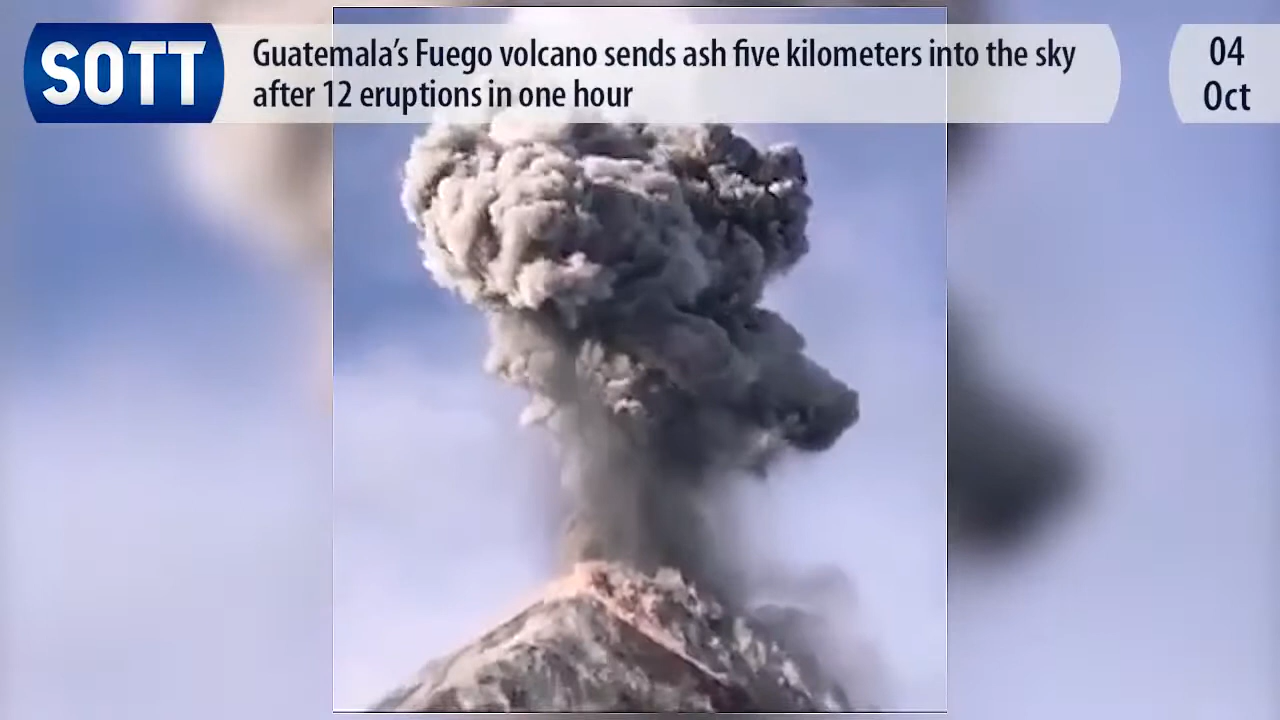 SOTT
Guatemala’s Fuego volcano sends ash five kilometers into the sky
after 12 eruptions in one hour
04
Oct